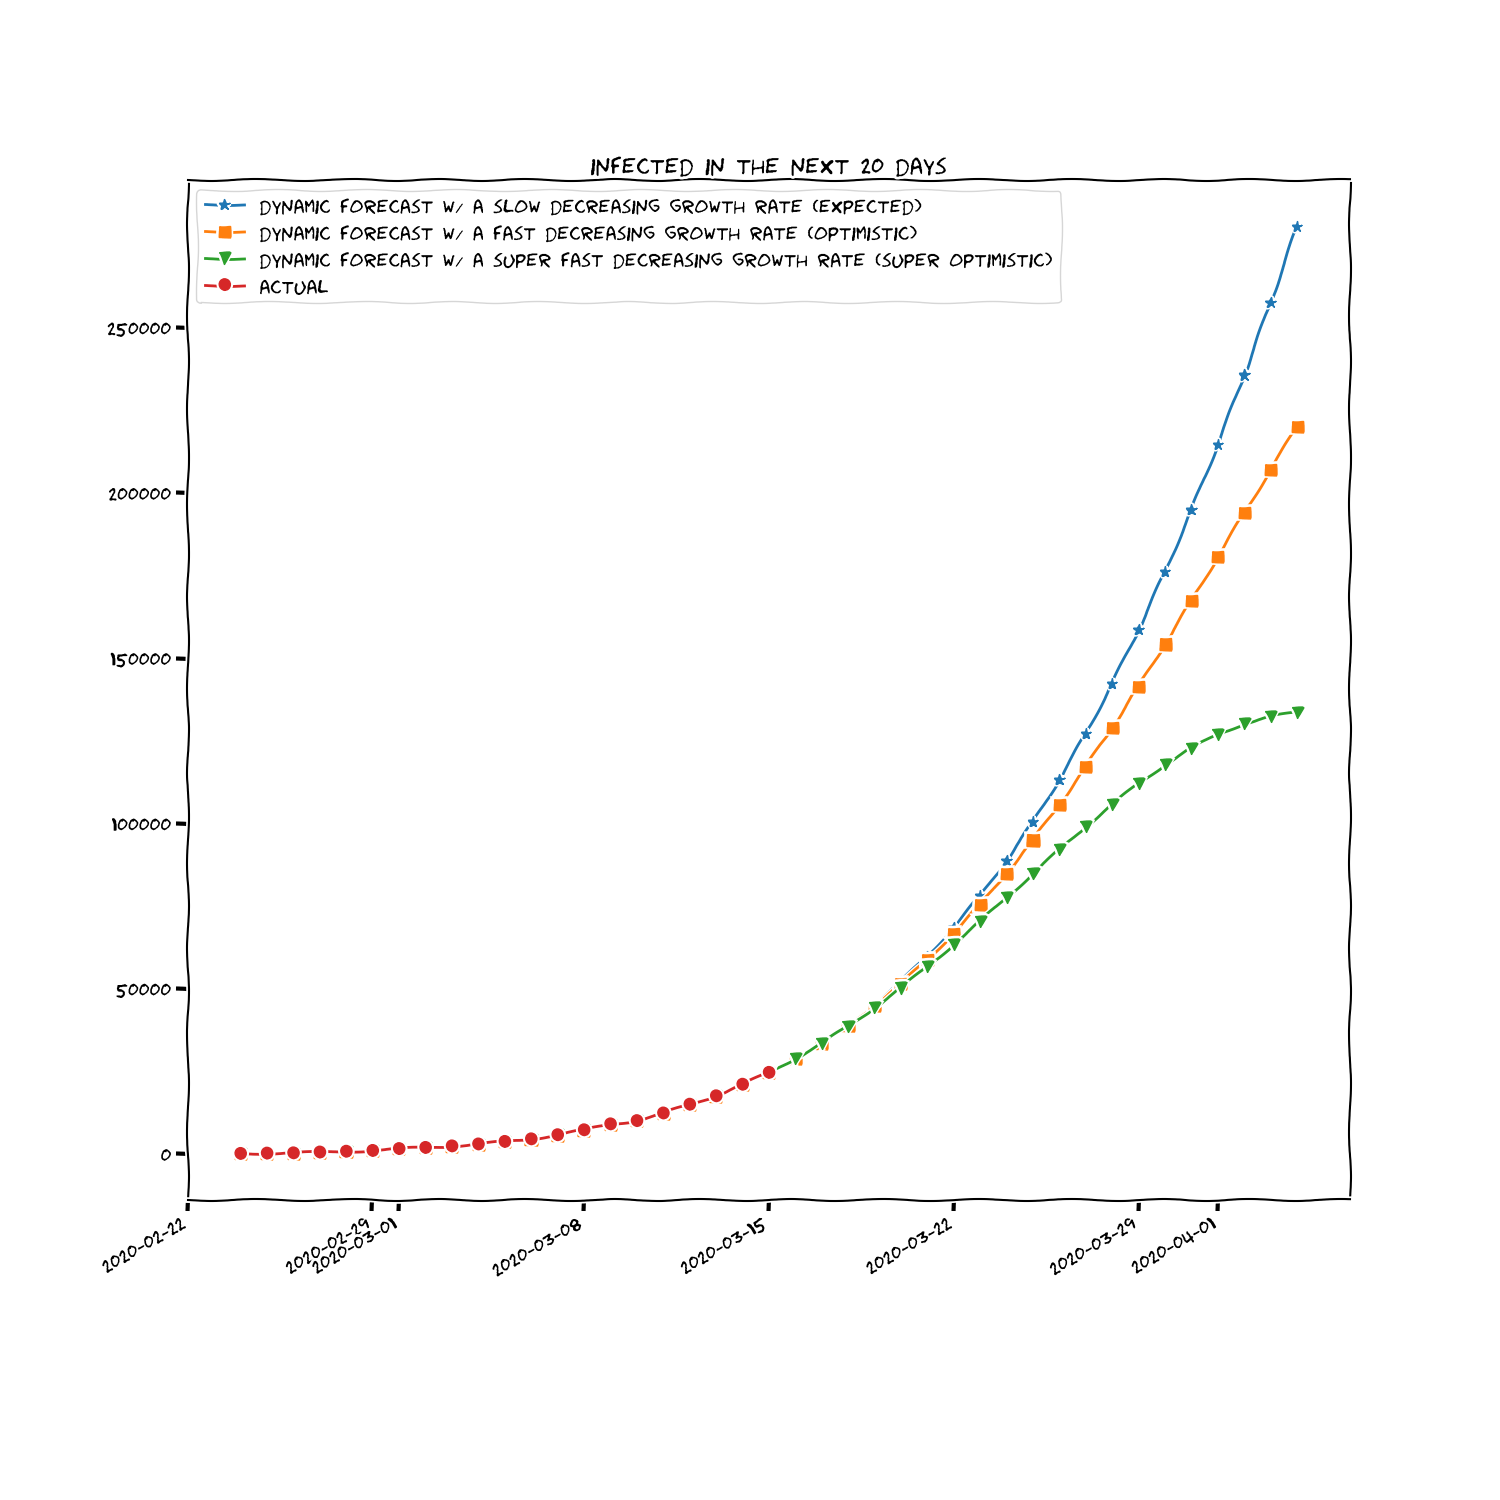 INFECTED IN THE NEXT 20 DAYS
DYNAMIC FORECAST W/ A SLOW DECREASING GROWTH RATE (EXPECTED)
DYNAMIC FORECAST W/ A FAST DECREASING GROWTH RATE (OPTIMISTIC)
DYNAMIC FORECAST W/ A SUPER FAST DECREASING GROWTH RATE (SUPER OPTIMISTIC)
ACTUAL
250000
200000
150000
100000
50000
0
2020-02-22
2020-02-29
2020-03-01
2020-03-08
2020-03-15
2020-03-22
2020-03-29
2020-04-01